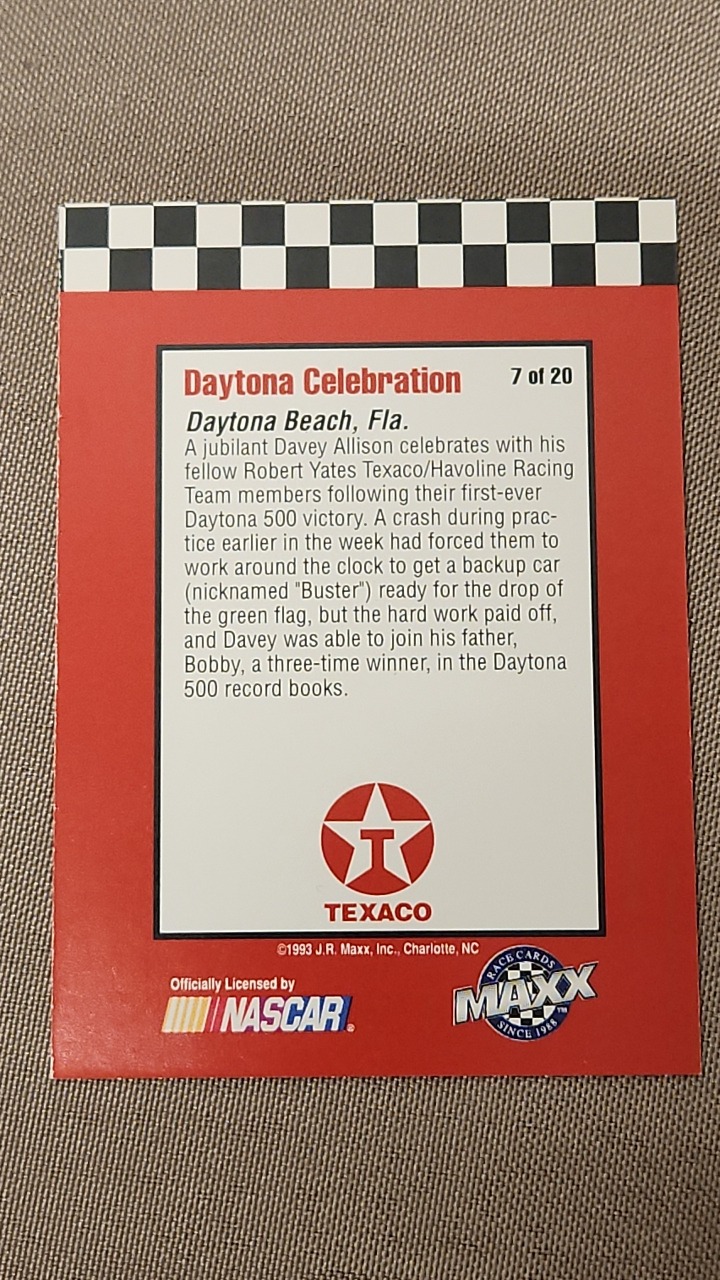 Daytona Celebration 7 of 20
Daytona Beach, Fla.
A jubilant Davey Allison celebrates with his
fellow Robert Yates Texaco/Havoline Racing
Team members following their first-ever
Daytona 500 victory. A crash during prac-
tice earlier in the week had forced them to
work around the clock to get a backup car
(nicknamed "Buster") ready for the drop of
the green flag, but the hard work paid off,
and Davey was able to join his father,
Bobby, a three-time winner, in the Daytona
500 record books.
T
TEXACO
©1993 J.R. Maxx, Inc., Charlotte, NC
Officially Licensed by
NASCAR®
RACE CARDS
MAXX™
SINCE 1988